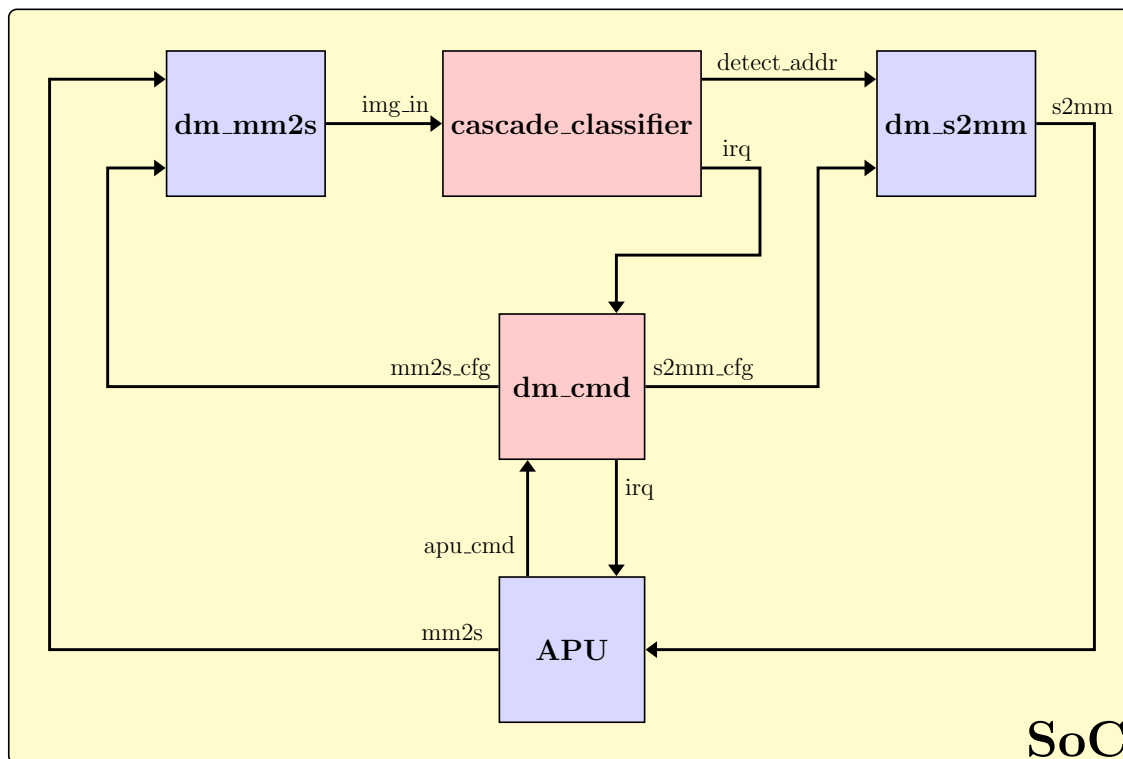 detect_addr
img_in
s2mm
dm_mm2s
cascade_classifier
dm_s2mm
irq
mm2s_cfg
s2mm_cfg
dm_cmd
irq
apu_cmd
mm2s
APU
SoC